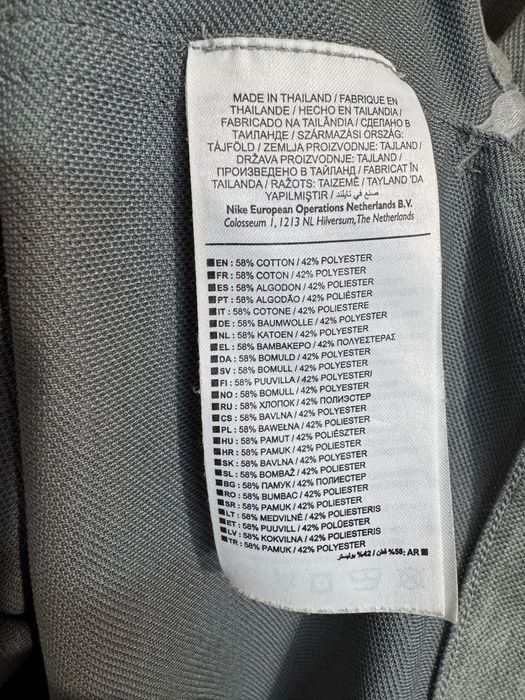 MADE IN THAILAND / FABRIQUE EN
THAILANDE / HECHO EN TAILANDIA /
FABRICADO NA TAILÂNDIA / СДЕЛАНО В
ТАИЛАНДЕ / SZÁRMAZÁSI ORSZÁG:
TÁJFÖLD / ZEMLJA PROIZVODNJE: TAJLAND /
DRŽAVA PROIZVODNJE: TAJLAND /
ПРОИЗВЕДЕНО В ТАЙЛАНД / FABRICAT ÎN
TAILANDA / RAŽOTS: TAIZEMĒ / TAYLAND 'DA
YAPILMIŞTIR / صنع في تايلند
Nike European Operations Netherlands B.V.
Colosseum 1, 1213 NL Hilversum, The Netherlands
EN : 58% COTTON / 42% POLYESTER
FR : 58% COTON / 42% POLYESTER
ES : 58% ALGODON / 42% POLIESTER
PT : 58% ALGODÃO / 42% POLIÉSTER
IT : 58% COTONE / 42% POLIESTERE
DE : 58% BAUMWOLLE / 42% POLYESTER
NL : 58% KATOEN / 42% POLYESTER
EL : 58% ΒΑΜΒΑΚΕΡΟ / 42% ΠΟΛΥΕΣΤΕΡΑΣ
DA : 58% BOMULD / 42% POLYESTER
SV : 58% BOMULL / 42% POLYESTER
FI : 58% PUUVILLA / 42% POLYESTERI
NO : 58% BOMULL / 42% POLYESTER
RU : 58% ХЛОПОК / 42% ПОЛИЭСТЕР
CS : 58% BAVLNA / 42% POLYESTER
PL : 58% BAWEŁNA / 42% POLIESTER
HU : 58% PAMUT / 42% POLIÉSZTER
HR : 58% PAMUK / 42% POLIESTER
SK : 58% BAVLNA / 42% POLYESTER
SL : 58% BOMBAŽ / 42% POLIESTER
BG : 58% ПАМУК / 42% ПОЛИЕСТЕР
RO : 58% BUMBAC / 42% POLIESTER
SR : 58% PAMUK / 42% POLIESTER
LT : 58% MEDVILNĖ / 42% POLIESTERIS
ET : 58% PUUVILL / 42% POLÜESTER
LV : 58% KOKVILNA / 42% POLIESTERIS
TR : 58% PAMUK / 42% POLYESTER
AR :58% قطن / 42% بوليستر